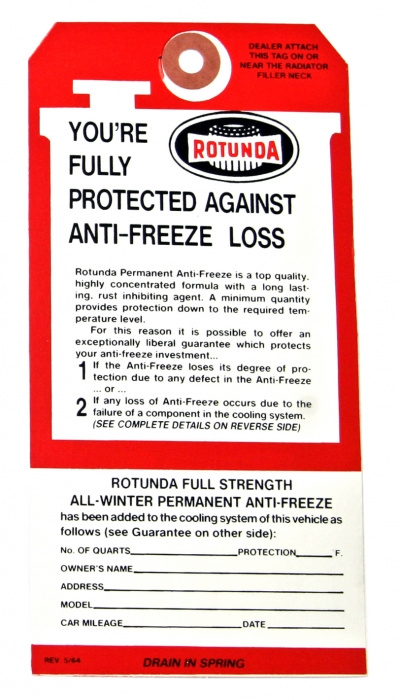 DEALER ATTACH
THIS TAG ON OR
NEAR THE RADIATOR
FILLER NECK
ROTUNDA
YOU'RE
FULLY
PROTECTED AGAINST
ANTI-FREEZE LOSS
Rotunda Permanent Anti-Freeze is a top quality,
highly concentrated formula with a long last-
ing, rust inhibiting agent. A minimum quantity
provides protection down to the required tem-
perature level.
For this reason it is possible to offer an
exceptionally liberal guarantee which protects
your anti-freeze investment...
1 If the Anti-Freeze loses its degree of pro-
tection due to any defect in the Anti-Freeze
... or ...
2 If any loss of Anti-Freeze occurs due to the
failure of a component in the cooling system.
(SEE COMPLETE DETAILS ON REVERSE SIDE)
ROTUNDA FULL STRENGTH
ALL-WINTER PERMANENT ANTI-FREEZE
has been added to the cooling system of this vehicle as
follows (see Guarantee on other side):
No. OF QUARTS PROTECTION F.
OWNER'S NAME
ADDRESS
MODEL
CAR MILEAGE DATE
REV. 5/64 DRAIN IN SPRING